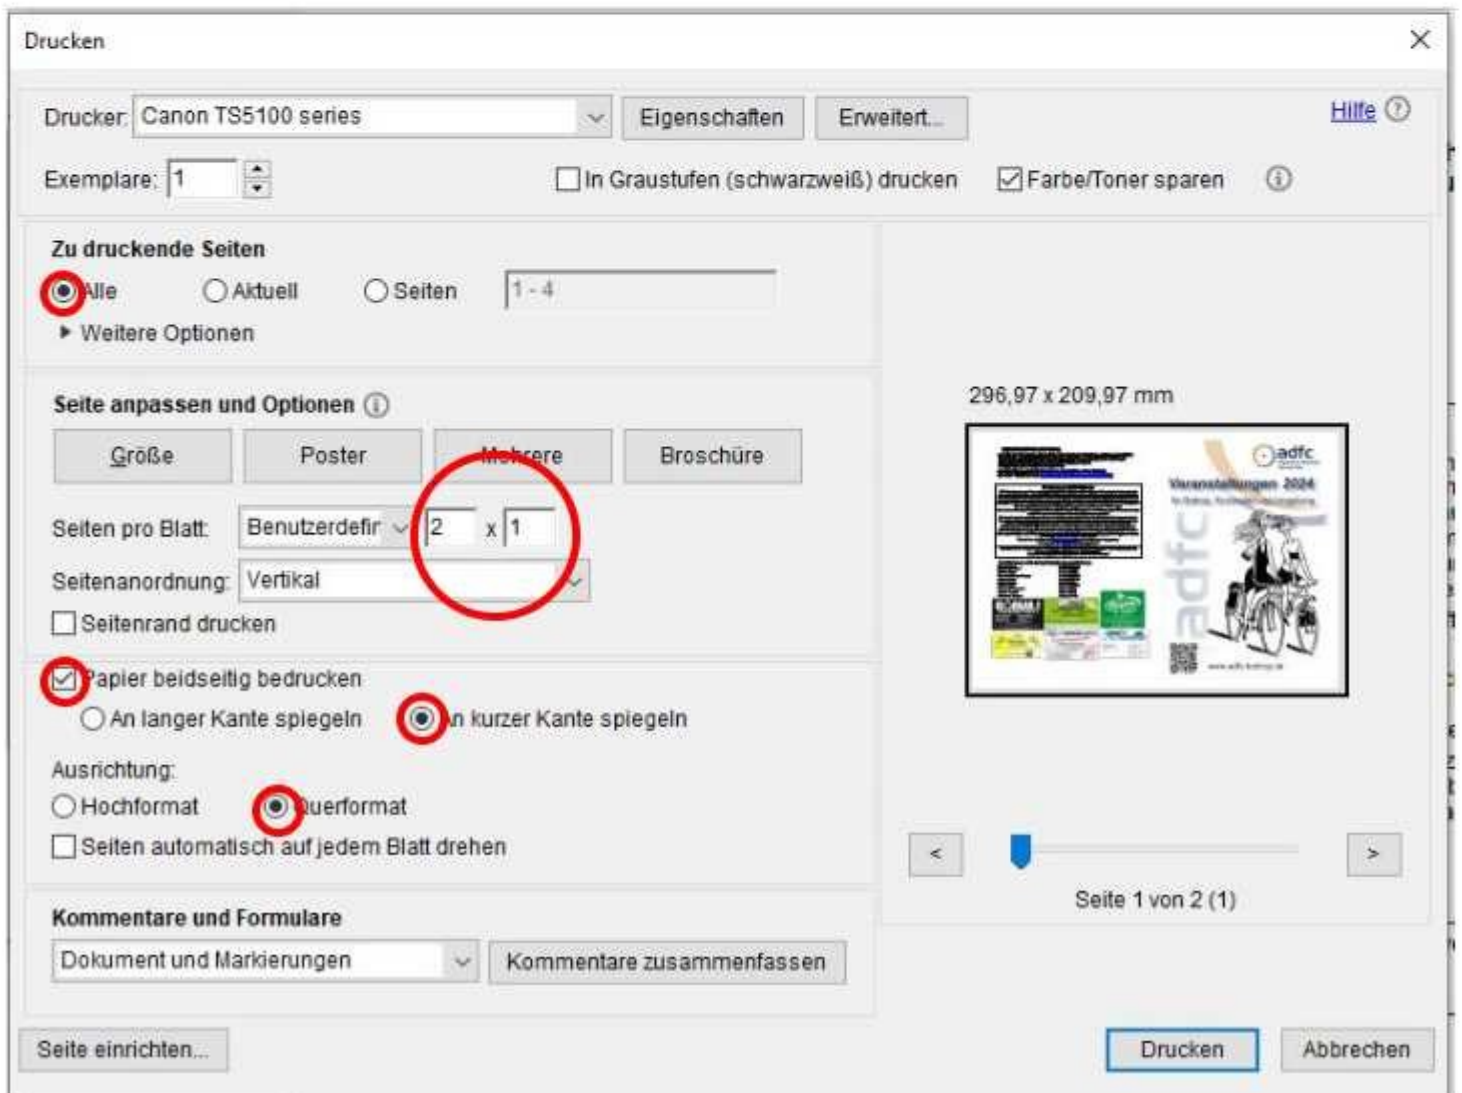 Drucken
Drucker: Canon TS5100 series Eigenschaften Erweitert... Hilfe
Exemplare: 1 In Graustufen (schwarzweiß) drucken Farbe/Toner sparen
Zu druckende Seiten
Alle Aktuell Seiten 1 - 4
Weitere Optionen
Seite anpassen und Optionen
Größe Poster Mehrere Broschüre
Seiten pro Blatt: Benutzerdefir 2 x 1
Seitenanordnung: Vertikal
Seitenrand drucken
Papier beidseitig bedrucken
An langer Kante spiegeln An kurzer Kante spiegeln
Ausrichtung:
Hochformat Querformat
Seiten automatisch auf jedem Blatt drehen
Kommentare und Formulare
Dokument und Markierungen Kommentare zusammenfassen
Seite einrichten...
296,97 x 209,97 mm
adfc
Veranstaltungen 2024
adfc
< >
Seite 1 von 2 (1)
Drucken Abbrechen